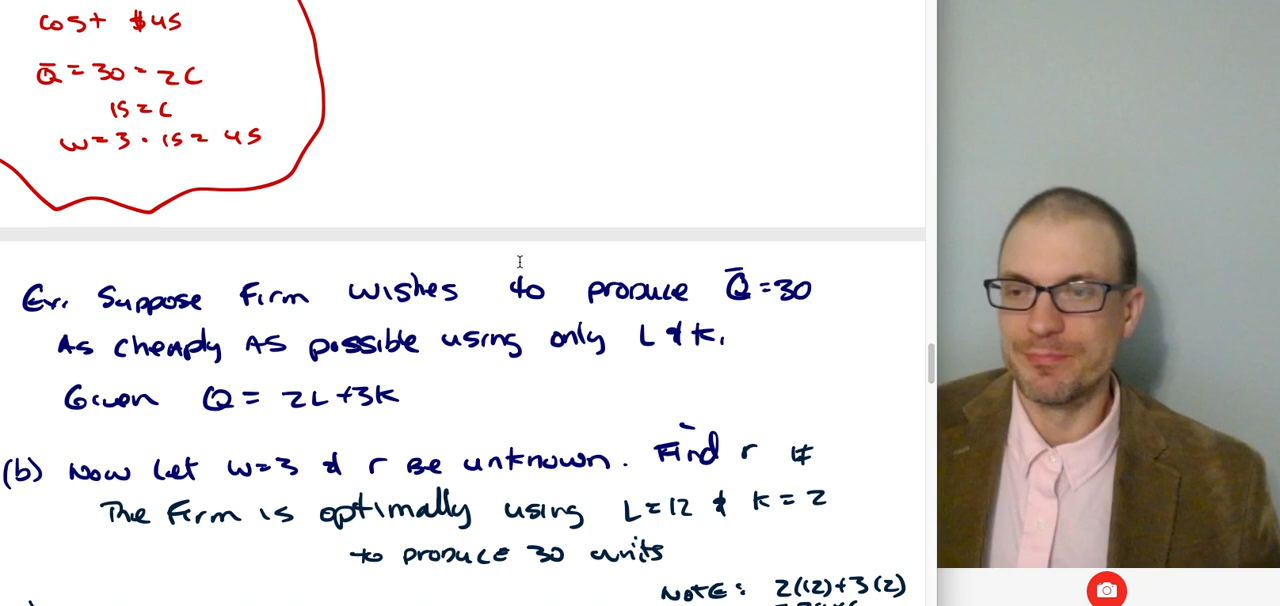 cost $45
Q̄ = 30 = 2L
15 = L
w = 3 · 15 = 45
Ex. Suppose Firm wishes to produce Q̄ = 30
As cheaply as possible using only L & K.
Given Q = 2L + 3K
(b) Now let w=3 & r be unknown. Find r if
The firm is optimally using L=12 & K=2
to produce 30 units
NOTE: 2(12)+3(2)